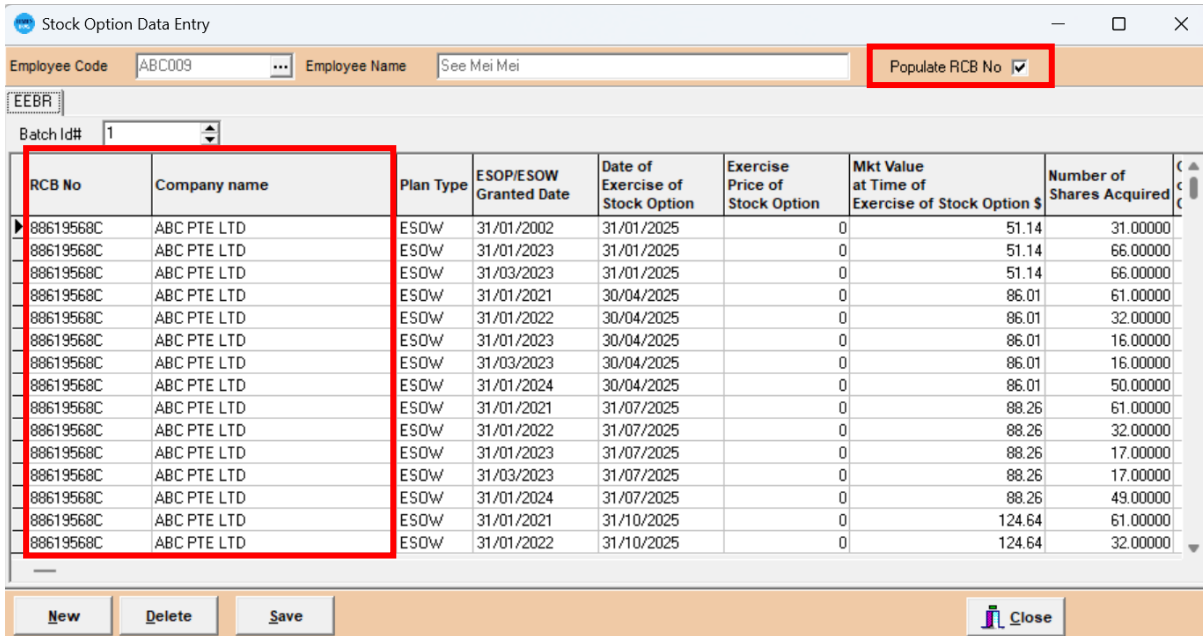 Stock Option Data Entry
Employee Code ABC009 ... Employee Name See Mei Mei Populate RCB No
EEBR
Batch Id# 1
RCB No Company name Plan Type ESOP/ESOW Granted Date Date of Exercise of Stock Option Exercise Price of Stock Option Mkt Value at Time of Exercise of Stock Option $ Number of Shares Acquired
88619568C ABC PTE LTD ESOW 31/01/2002 31/01/2025 0 51.14 31.00000
88619568C ABC PTE LTD ESOW 31/01/2023 31/01/2025 0 51.14 66.00000
88619568C ABC PTE LTD ESOW 31/03/2023 31/01/2025 0 51.14 66.00000
88619568C ABC PTE LTD ESOW 31/01/2021 30/04/2025 0 86.01 61.00000
88619568C ABC PTE LTD ESOW 31/01/2022 30/04/2025 0 86.01 32.00000
88619568C ABC PTE LTD ESOW 31/01/2023 30/04/2025 0 86.01 16.00000
88619568C ABC PTE LTD ESOW 31/03/2023 30/04/2025 0 86.01 16.00000
88619568C ABC PTE LTD ESOW 31/01/2024 30/04/2025 0 86.01 50.00000
88619568C ABC PTE LTD ESOW 31/01/2021 31/07/2025 0 88.26 61.00000
88619568C ABC PTE LTD ESOW 31/01/2022 31/07/2025 0 88.26 32.00000
88619568C ABC PTE LTD ESOW 31/01/2023 31/07/2025 0 88.26 17.00000
88619568C ABC PTE LTD ESOW 31/03/2023 31/07/2025 0 88.26 17.00000
88619568C ABC PTE LTD ESOW 31/01/2024 31/07/2025 0 88.26 49.00000
88619568C ABC PTE LTD ESOW 31/01/2021 31/10/2025 0 124.64 61.00000
88619568C ABC PTE LTD ESOW 31/01/2022 31/10/2025 0 124.64 32.00000
New Delete Save Close